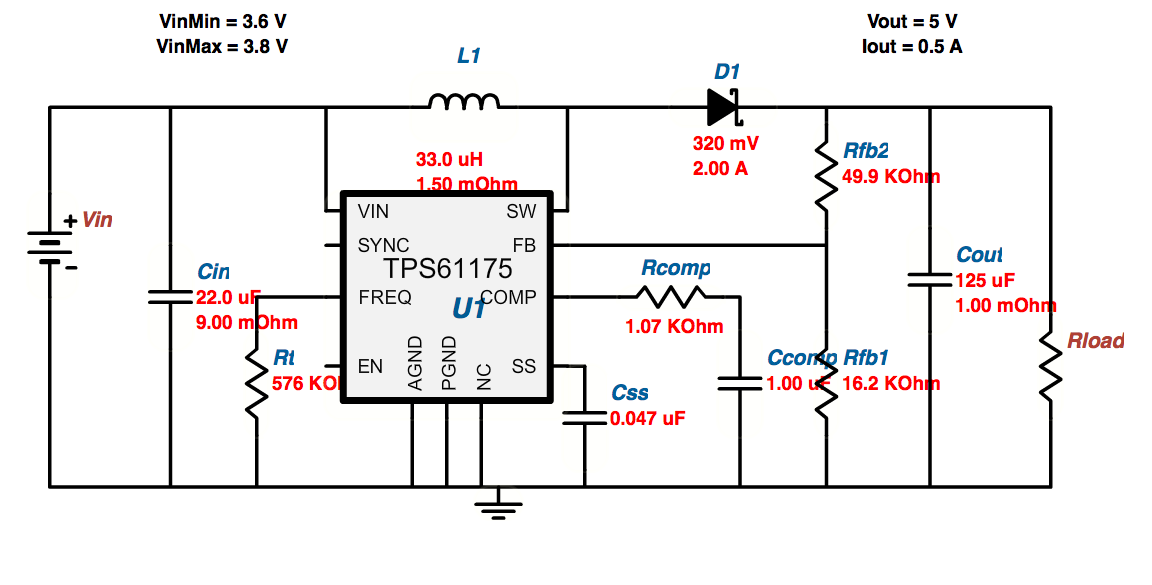 VinMin = 3.6 V
VinMax = 3.8 V
Vout = 5 V
Iout = 0.5 A
L1
33.0 uH
1.50 mOhm
D1
320 mV
2.00 A
Rfb2
49.9 KOhm
+ Vin
-
VIN
SW
SYNC
FB
TPS61175
FREQ
COMP
U1
EN
AGND
PGND
NC
SS
Cin
22.0 uF
9.00 mOhm
Rt
576 KO
Rcomp
1.07 KOhm
Css
0.047 uF
Ccomp
1.00 uF
Rfb1
16.2 KOhm
Cout
125 uF
1.00 mOhm
Rload